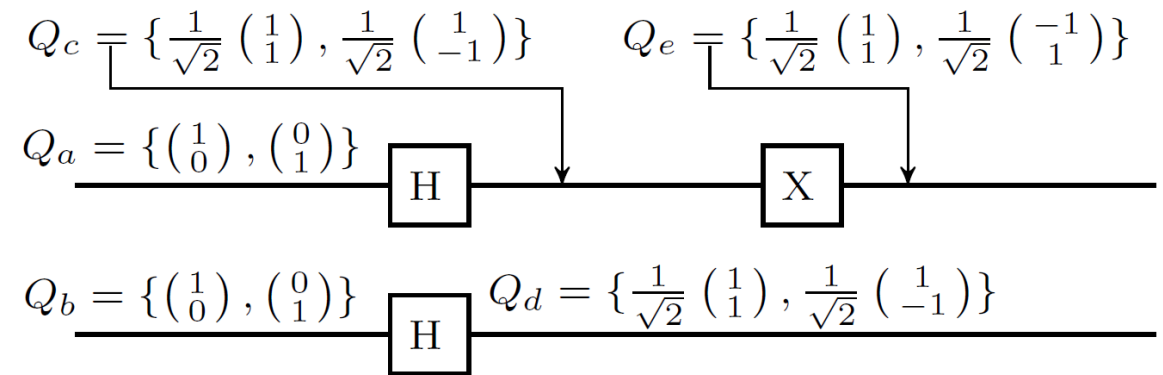 Q_c = {1/√2 (1 1), 1/√2 (1 −1)} Q_e = {1/√2 (1 1), 1/√2 (−1 1)}
Q_a = {(1 0), (0 1)}
H X
Q_b = {(1 0), (0 1)} Q_d = {1/√2 (1 1), 1/√2 (1 −1)}
H